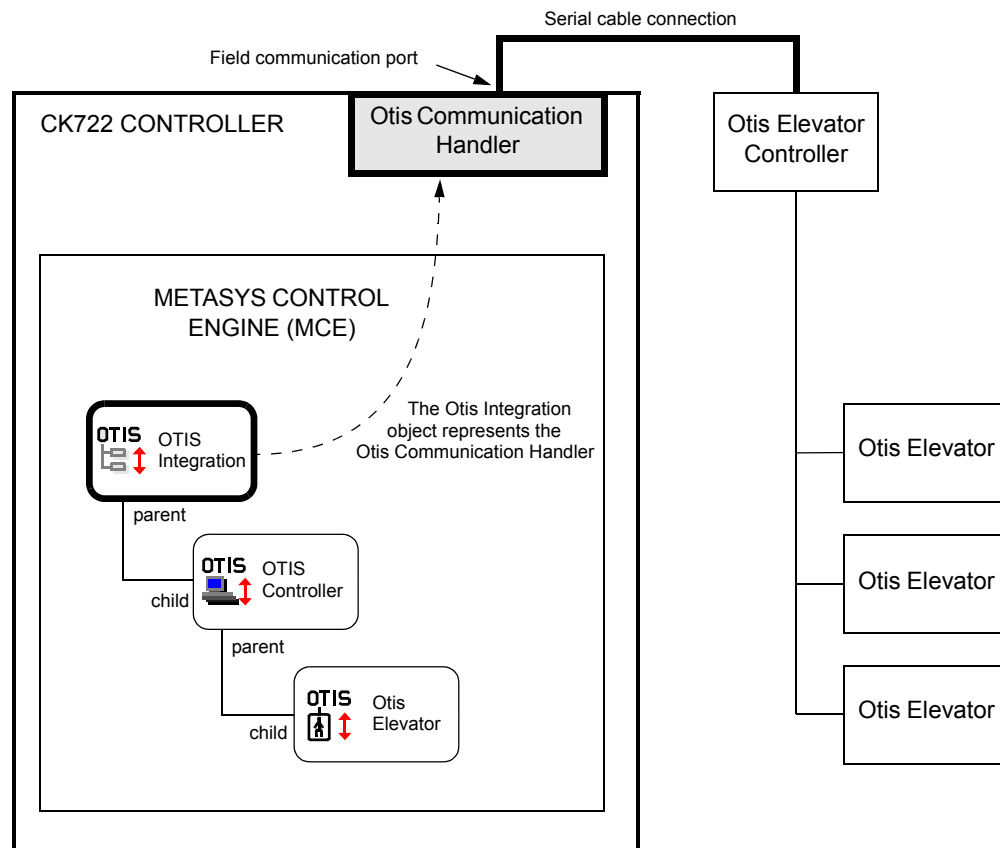 Serial cable connection
Field communication port
CK722 CONTROLLER
Otis Communication
Handler
Otis Elevator
Controller
METASYS CONTROL
ENGINE (MCE)
The Otis Integration
object represents the
Otis Communication Handler
OTIS
OTIS
Integration
parent
OTIS
OTIS
Controller
child
parent
OTIS
Otis
Elevator
child
Otis Elevator
Otis Elevator
Otis Elevator